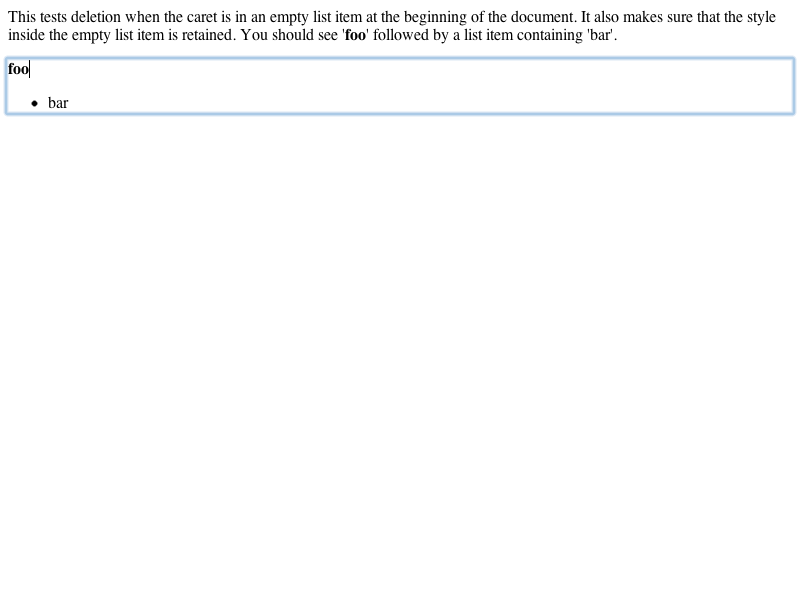 This tests deletion when the caret is in an empty list item at the beginning of the document. It also makes sure that the style
inside the empty list item is retained. You should see 'foo' followed by a list item containing 'bar'.
foo
• bar